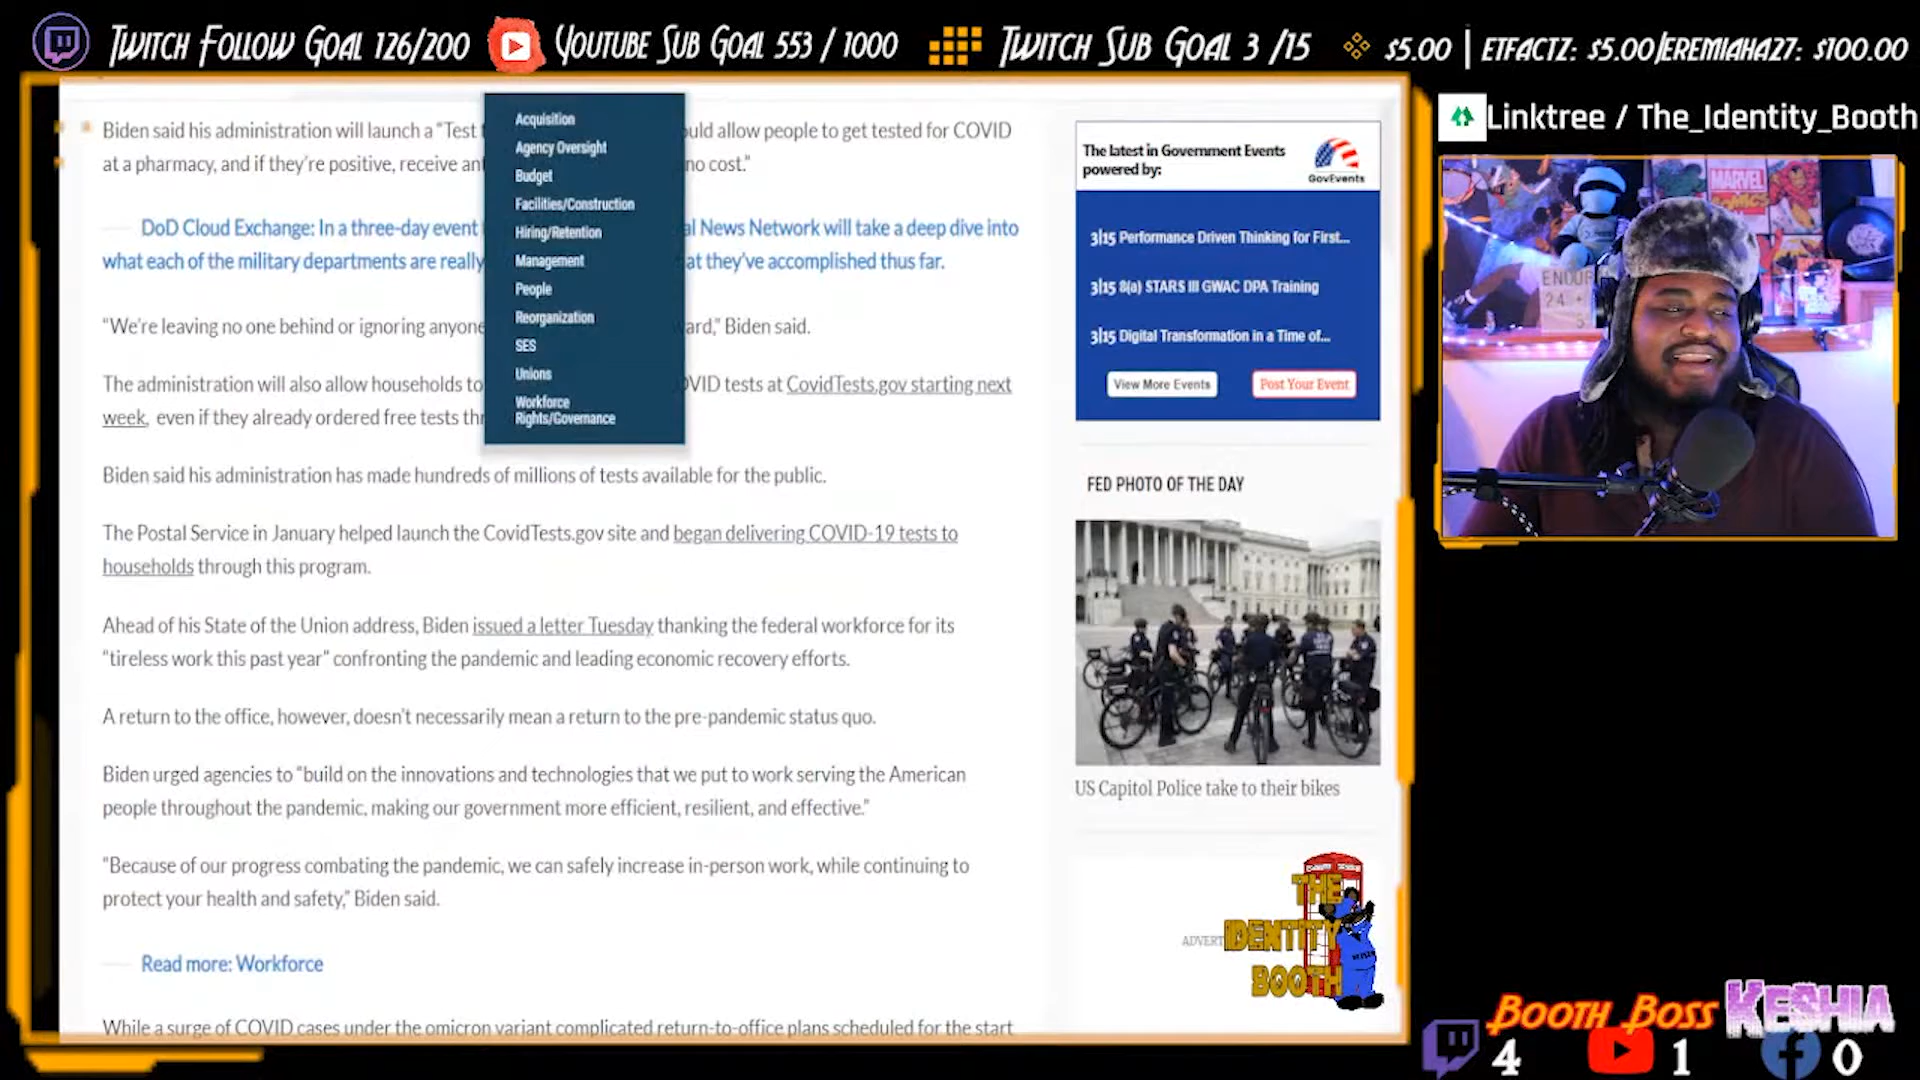 TWITCH FOLLOW GOAL 126/200
YOUTUBE SUB GOAL 553 / 1000
TWITCH SUB GOAL 3 /15
$5.00 | ETFACTZ: $5.00/EREMIAHA27: $100.00
Linktree / The_Identity_Booth
Biden said his administration will launch a “Test
uld allow people to get tested for COVID
at a pharmacy, and if they’re positive, receive
no cost.”
DoD Cloud Exchange: In a three-day event
al News Network will take a deep dive into
what each of the military departments are really
at they’ve accomplished thus far.
“We’re leaving no one behind or ignoring anyone
ard,” Biden said.
The administration will also allow households to
VID tests at CovidTests.gov starting next
week, even if they already ordered free tests
Biden said his administration has made hundreds of millions of tests available for the public.
The Postal Service in January helped launch the CovidTests.gov site and began delivering COVID-19 tests to
households through this program.
Ahead of his State of the Union address, Biden issued a letter Tuesday thanking the federal workforce for its
“tireless work this past year” confronting the pandemic and leading economic recovery efforts.
A return to the office, however, doesn’t necessarily mean a return to the pre-pandemic status quo.
Biden urged agencies to “build on the innovations and technologies that we put to work serving the American
people throughout the pandemic, making our government more efficient, resilient, and effective.”
“Because of our progress combating the pandemic, we can safely increase in-person work, while continuing to
protect your health and safety,” Biden said.
Read more: Workforce
While a surge of COVID cases under the omicron variant complicated return-to-office plans scheduled for the start
Acquisition
Agency Oversight
Budget
Facilities/Construction
Hiring/Retention
Management
People
Reorganization
SES
Unions
Workforce
Rights/Governance
The latest in Government Events
powered by:
GovEvents
3|15 Performance Driven Thinking for First...
3|15 8(a) STARS III GWAC DPA Training
3|15 Digital Transformation in a Time of...
View More Events
Post Your Event
FED PHOTO OF THE DAY
US Capitol Police take to their bikes
ADVERT
THE
IDENTITY
BOOTH
MARVEL
COMICS
BOOTH BOSS
KESHIA
4
1
0